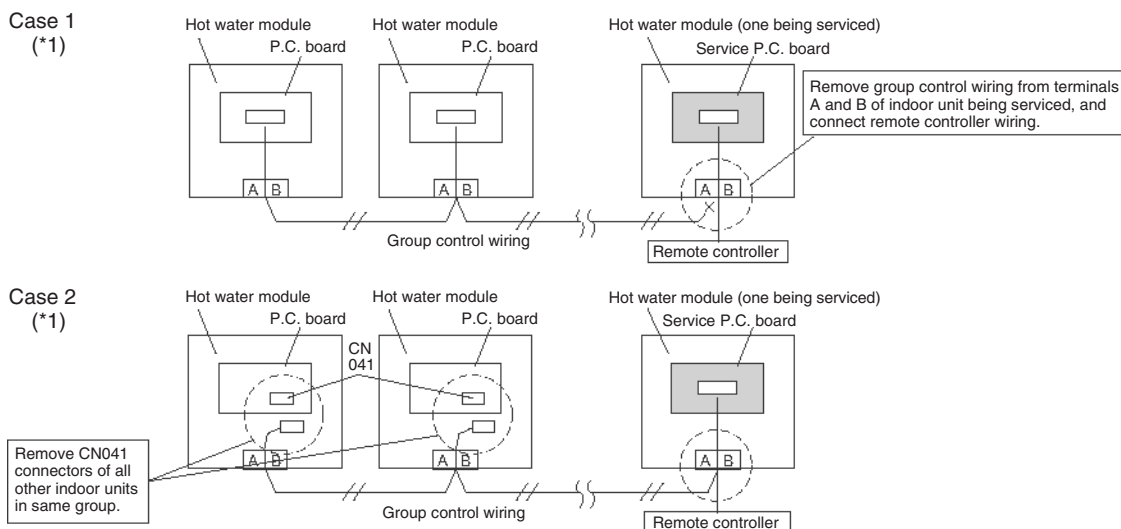 Case 1
(*1)
Hot water module
P.C. board
Hot water module
P.C. board
Hot water module (one being serviced)
Service P.C. board
Remove group control wiring from terminals
A and B of indoor unit being serviced, and
connect remote controller wiring.
A B
A B
A B
Group control wiring
Remote controller
Case 2
(*1)
Hot water module
P.C. board
Hot water module
P.C. board
Hot water module (one being serviced)
Service P.C. board
CN
041
Remove CN041
connectors of all
other indoor units
in same group.
A B
A B
A B
Group control wiring
Remote controller